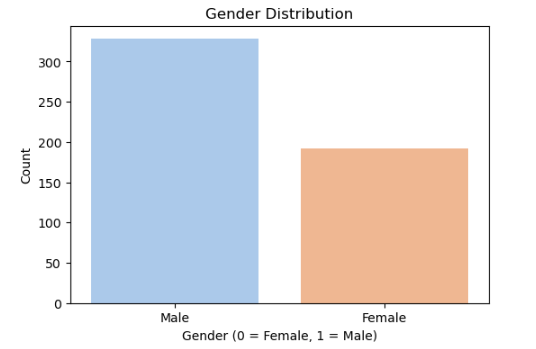 Gender Distribution
300
250
200
150
100
50
0
Count
Male
Female
Gender (0 = Female, 1 = Male)